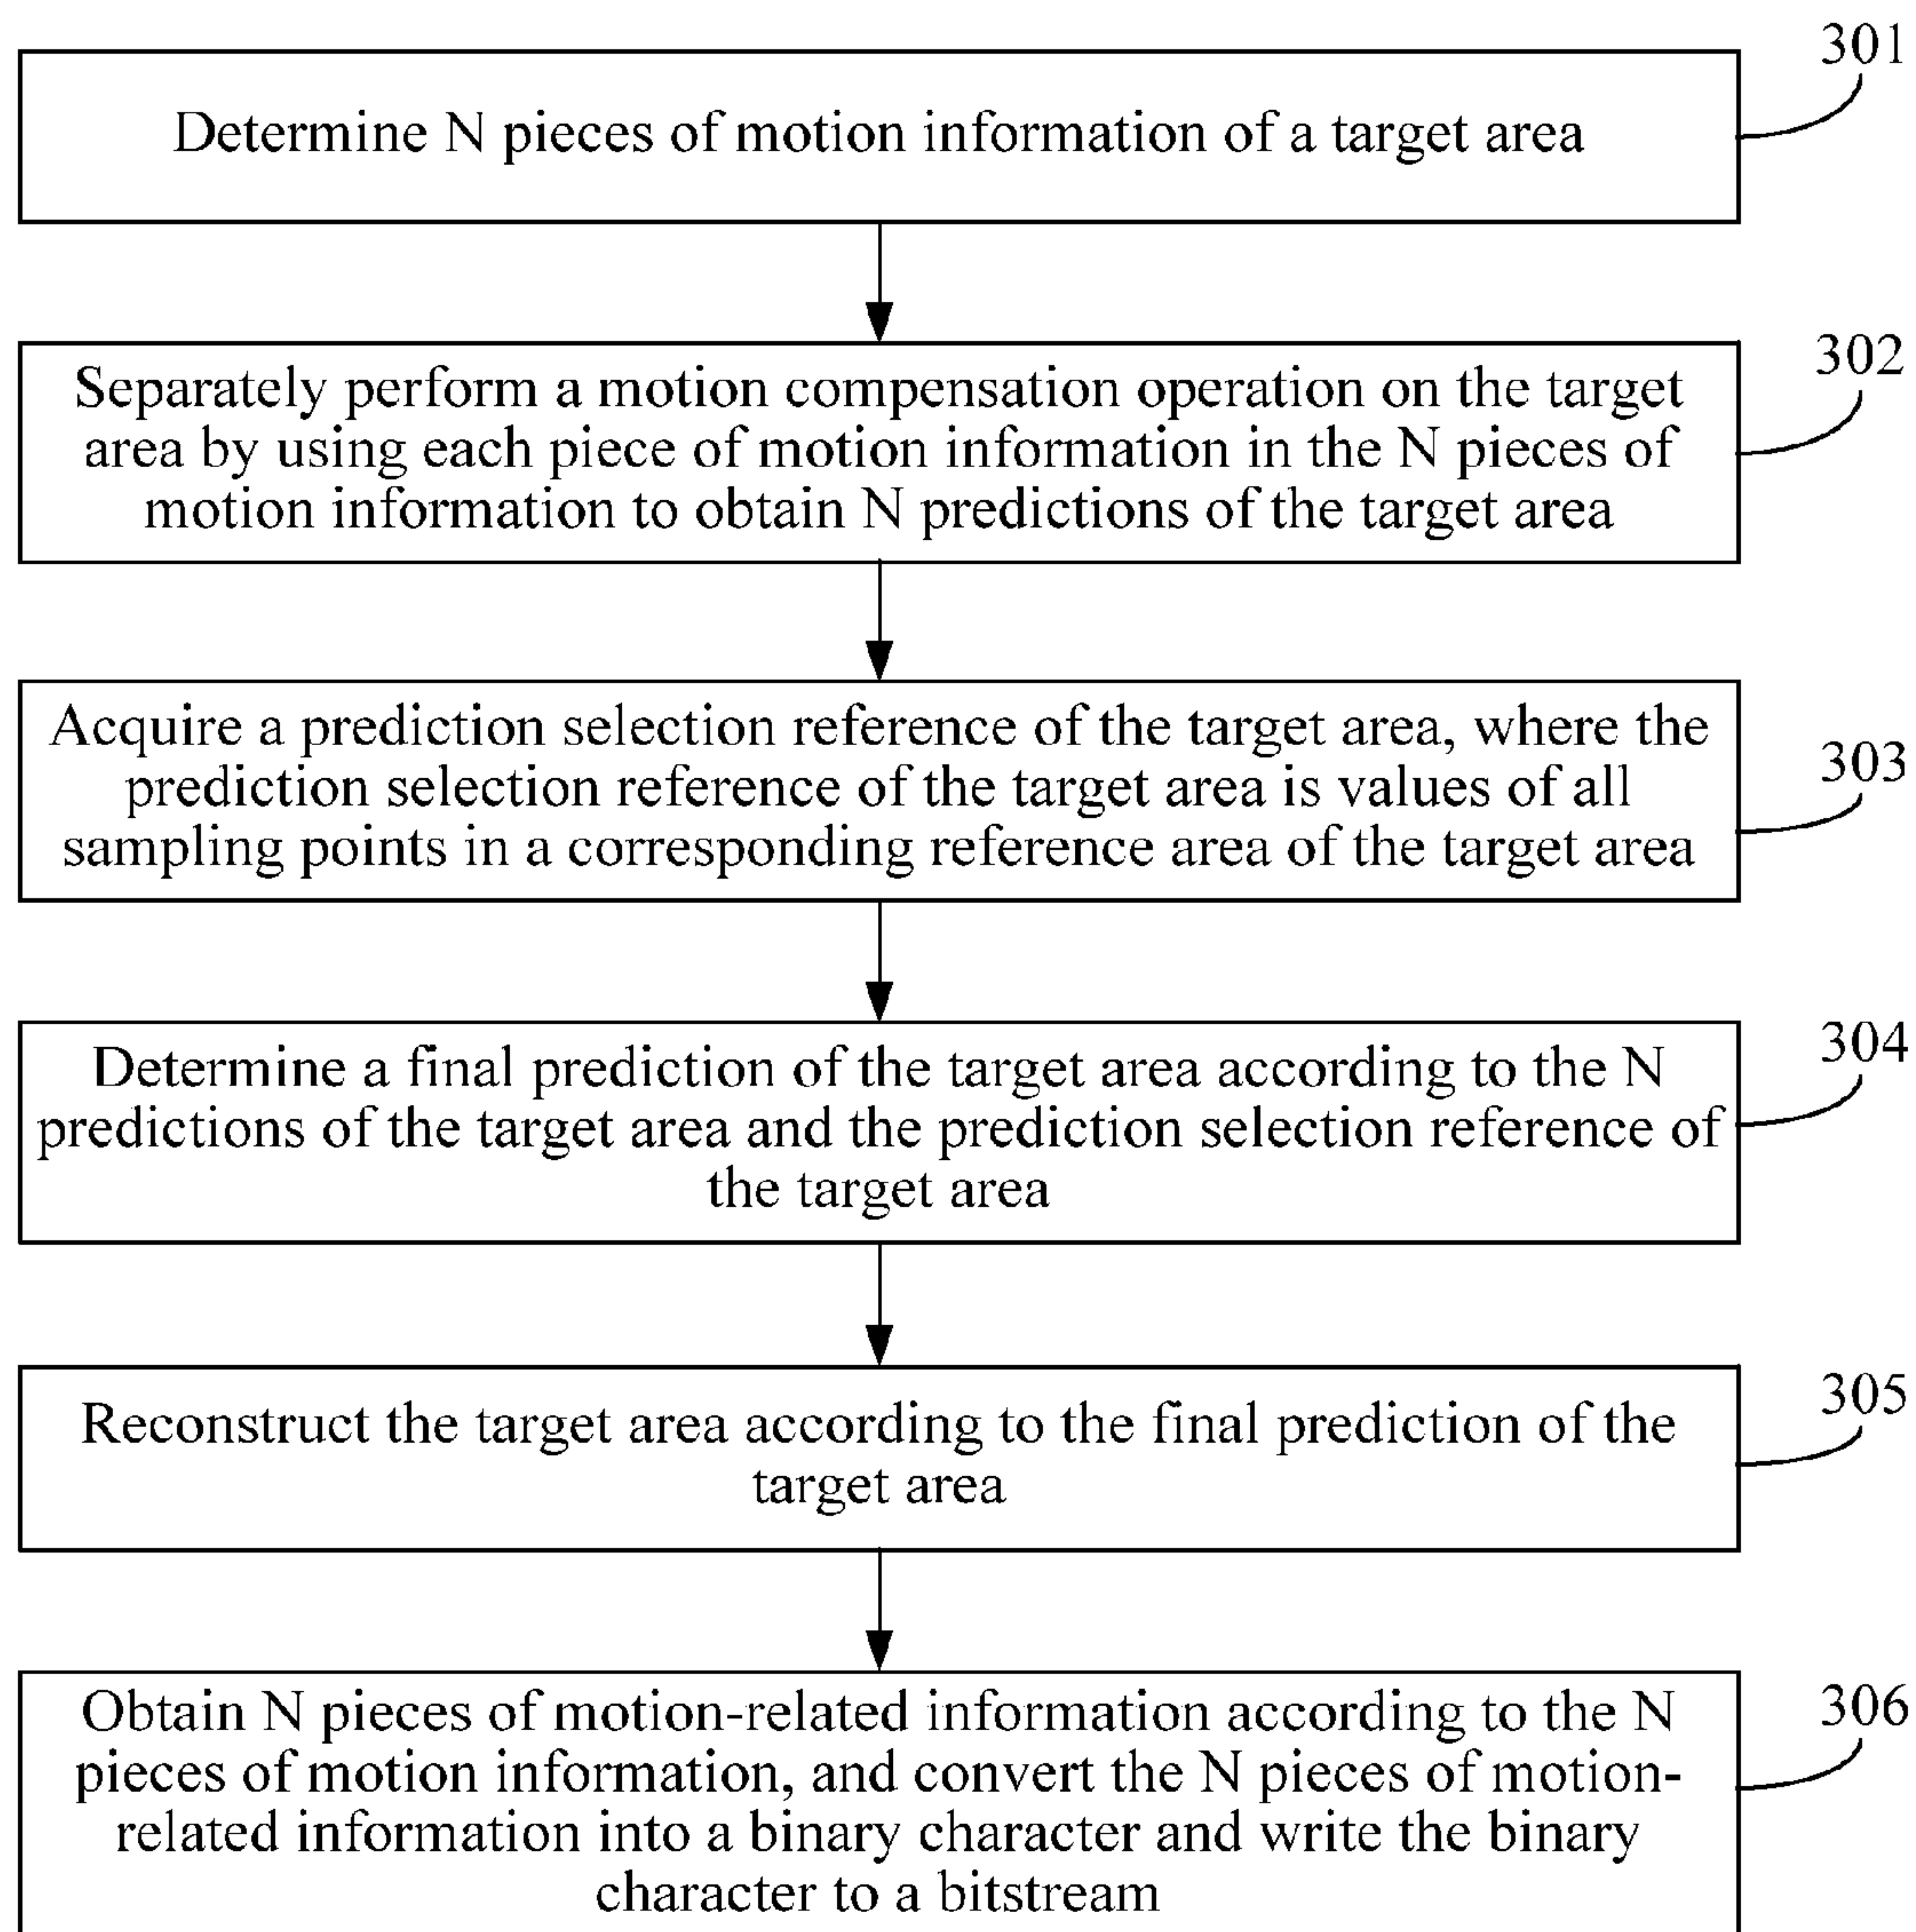 301
Determine N pieces of motion information of a target area
302
Separately perform a motion compensation operation on the target
area by using each piece of motion information in the N pieces of
motion information to obtain N predictions of the target area
303
Acquire a prediction selection reference of the target area, where the
prediction selection reference of the target area is values of all
sampling points in a corresponding reference area of the target area
304
Determine a final prediction of the target area according to the N
predictions of the target area and the prediction selection reference of
the target area
305
Reconstruct the target area according to the final prediction of the
target area
306
Obtain N pieces of motion-related information according to the N
pieces of motion information, and convert the N pieces of motion-
related information into a binary character and write the binary
character to a bitstream